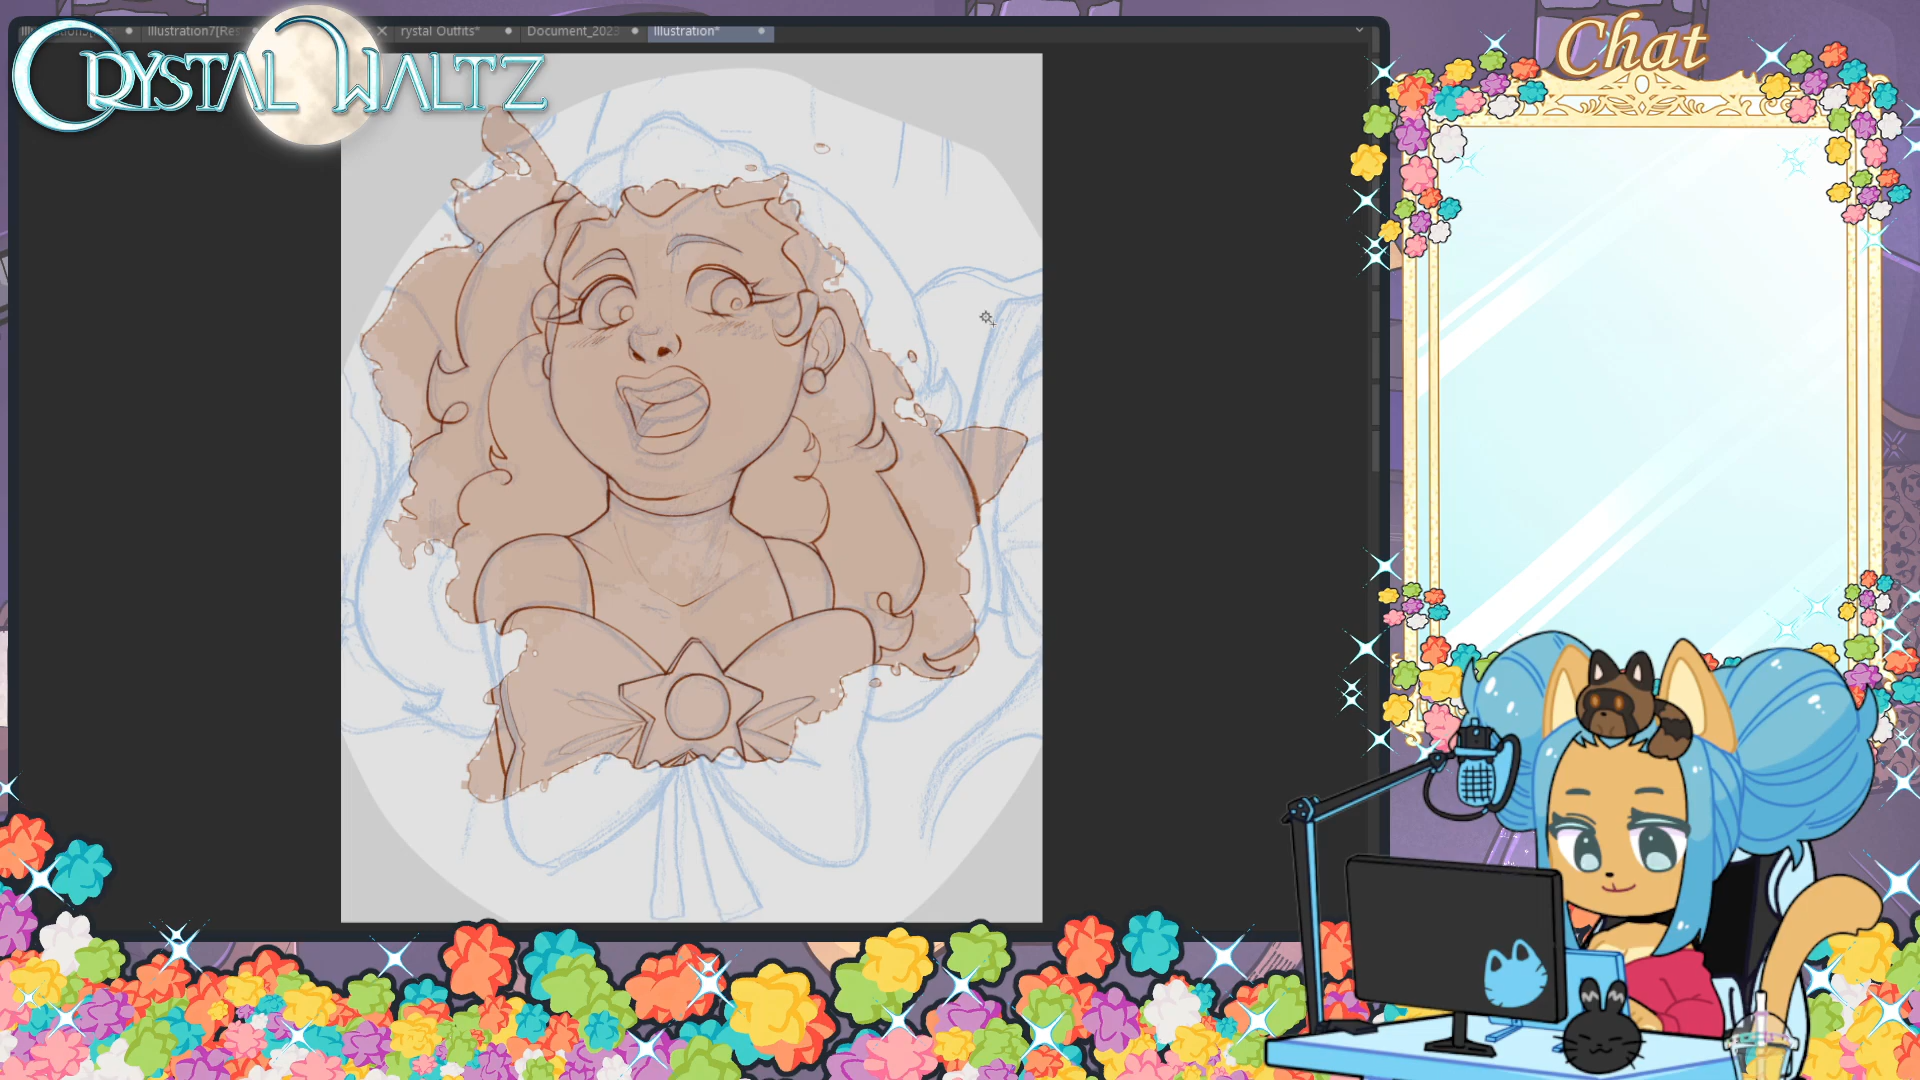 Illustration7[Res
rystal Outfits*
Document_2023
Illustration*
CRYSTAL WALTZ
Chat